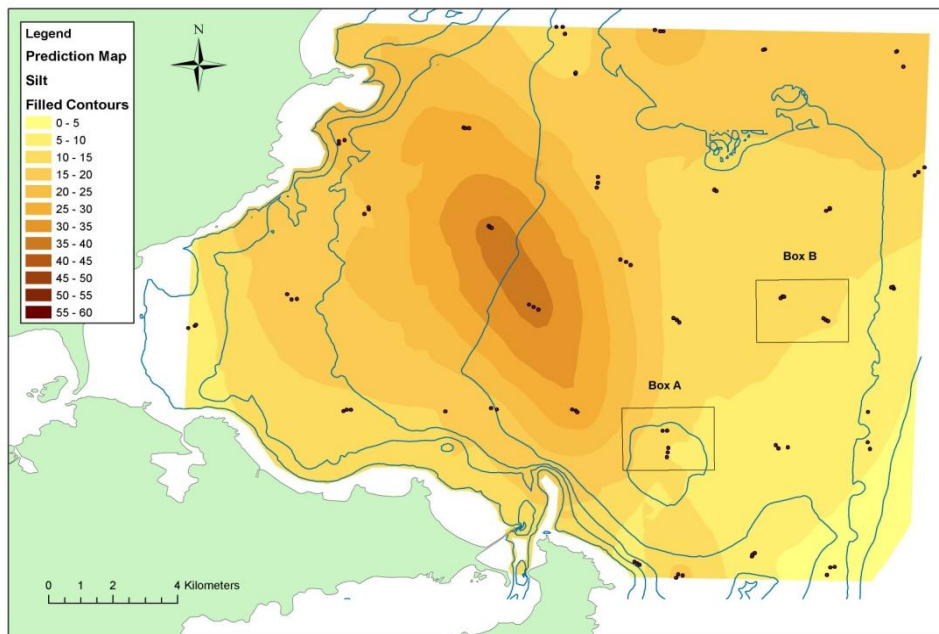 Legend
Prediction Map
Silt
Filled Contours
0 - 5
5 - 10
10 - 15
15 - 20
20 - 25
25 - 30
30 - 35
35 - 40
40 - 45
45 - 50
50 - 55
55 - 60
N
Box B
Box A
0 1 2 4 Kilometers